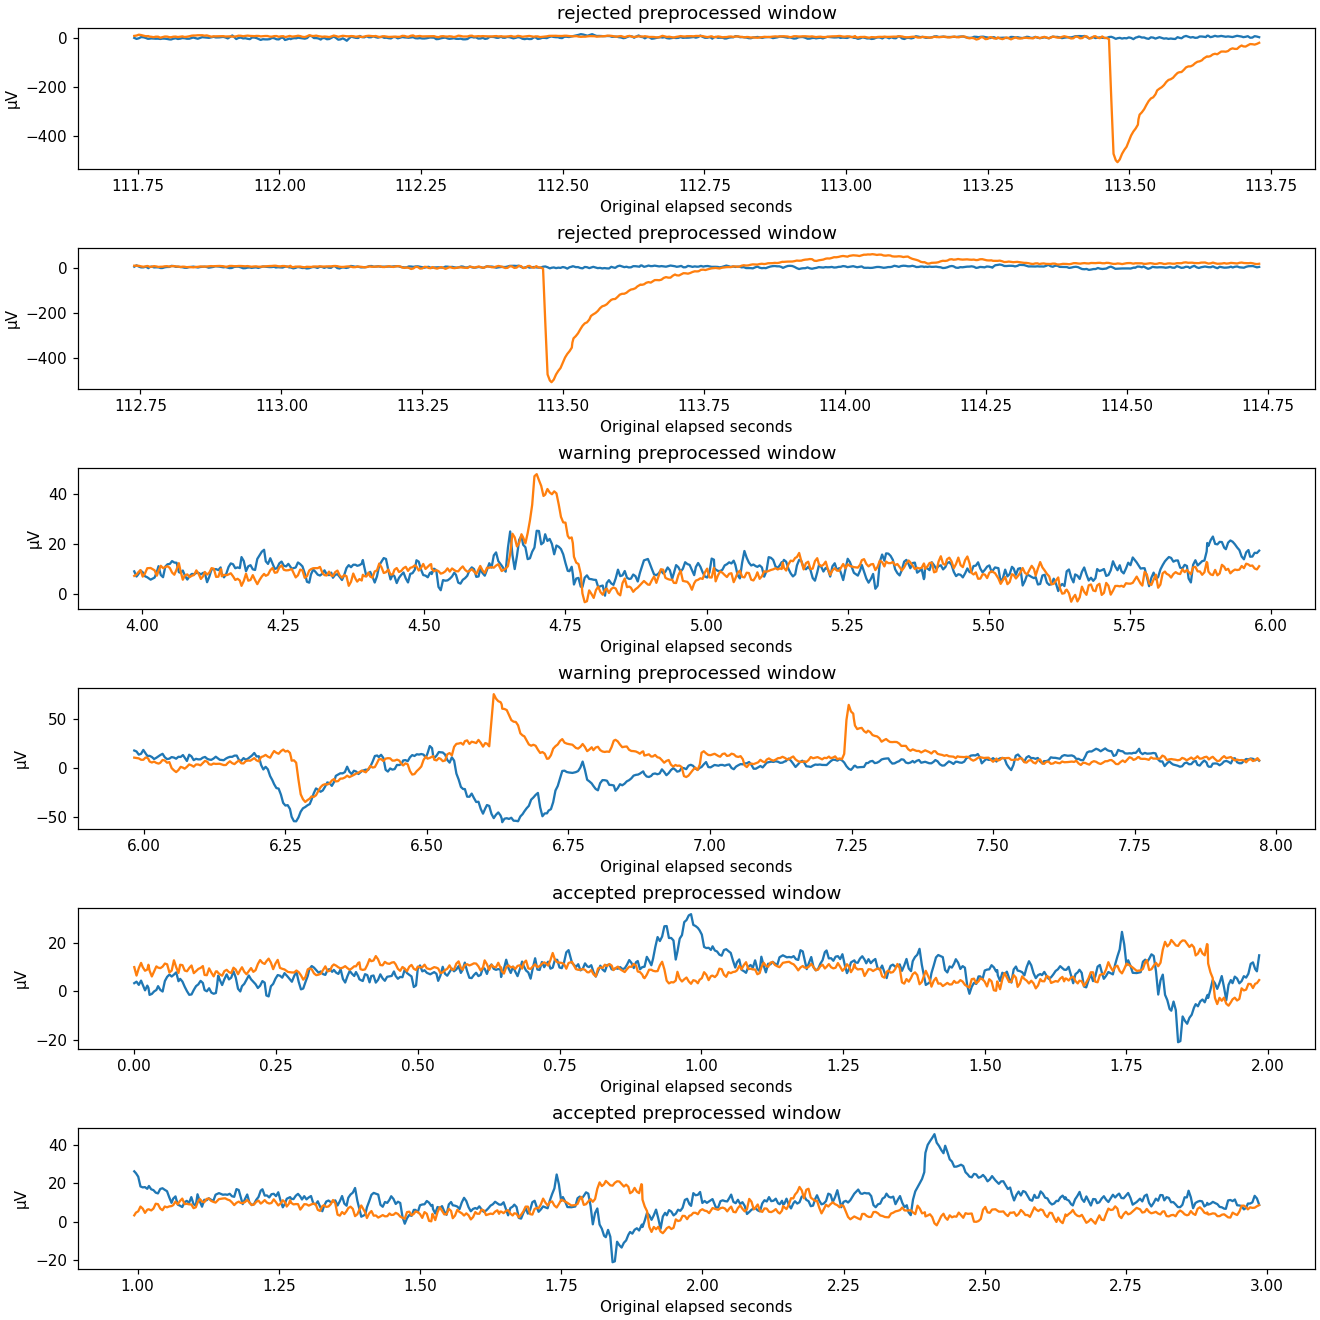 rejected preprocessed window
µV
0
−200
−400
111.75 112.00 112.25 112.50 112.75 113.00 113.25 113.50 113.75
Original elapsed seconds
rejected preprocessed window
µV
0
−200
−400
112.75 113.00 113.25 113.50 113.75 114.00 114.25 114.50 114.75
Original elapsed seconds
warning preprocessed window
µV
40
20
0
4.00 4.25 4.50 4.75 5.00 5.25 5.50 5.75 6.00
Original elapsed seconds
warning preprocessed window
µV
50
0
−50
6.00 6.25 6.50 6.75 7.00 7.25 7.50 7.75 8.00
Original elapsed seconds
accepted preprocessed window
µV
20
0
−20
0.00 0.25 0.50 0.75 1.00 1.25 1.50 1.75 2.00
Original elapsed seconds
accepted preprocessed window
µV
40
20
0
−20
1.00 1.25 1.50 1.75 2.00 2.25 2.50 2.75 3.00
Original elapsed seconds